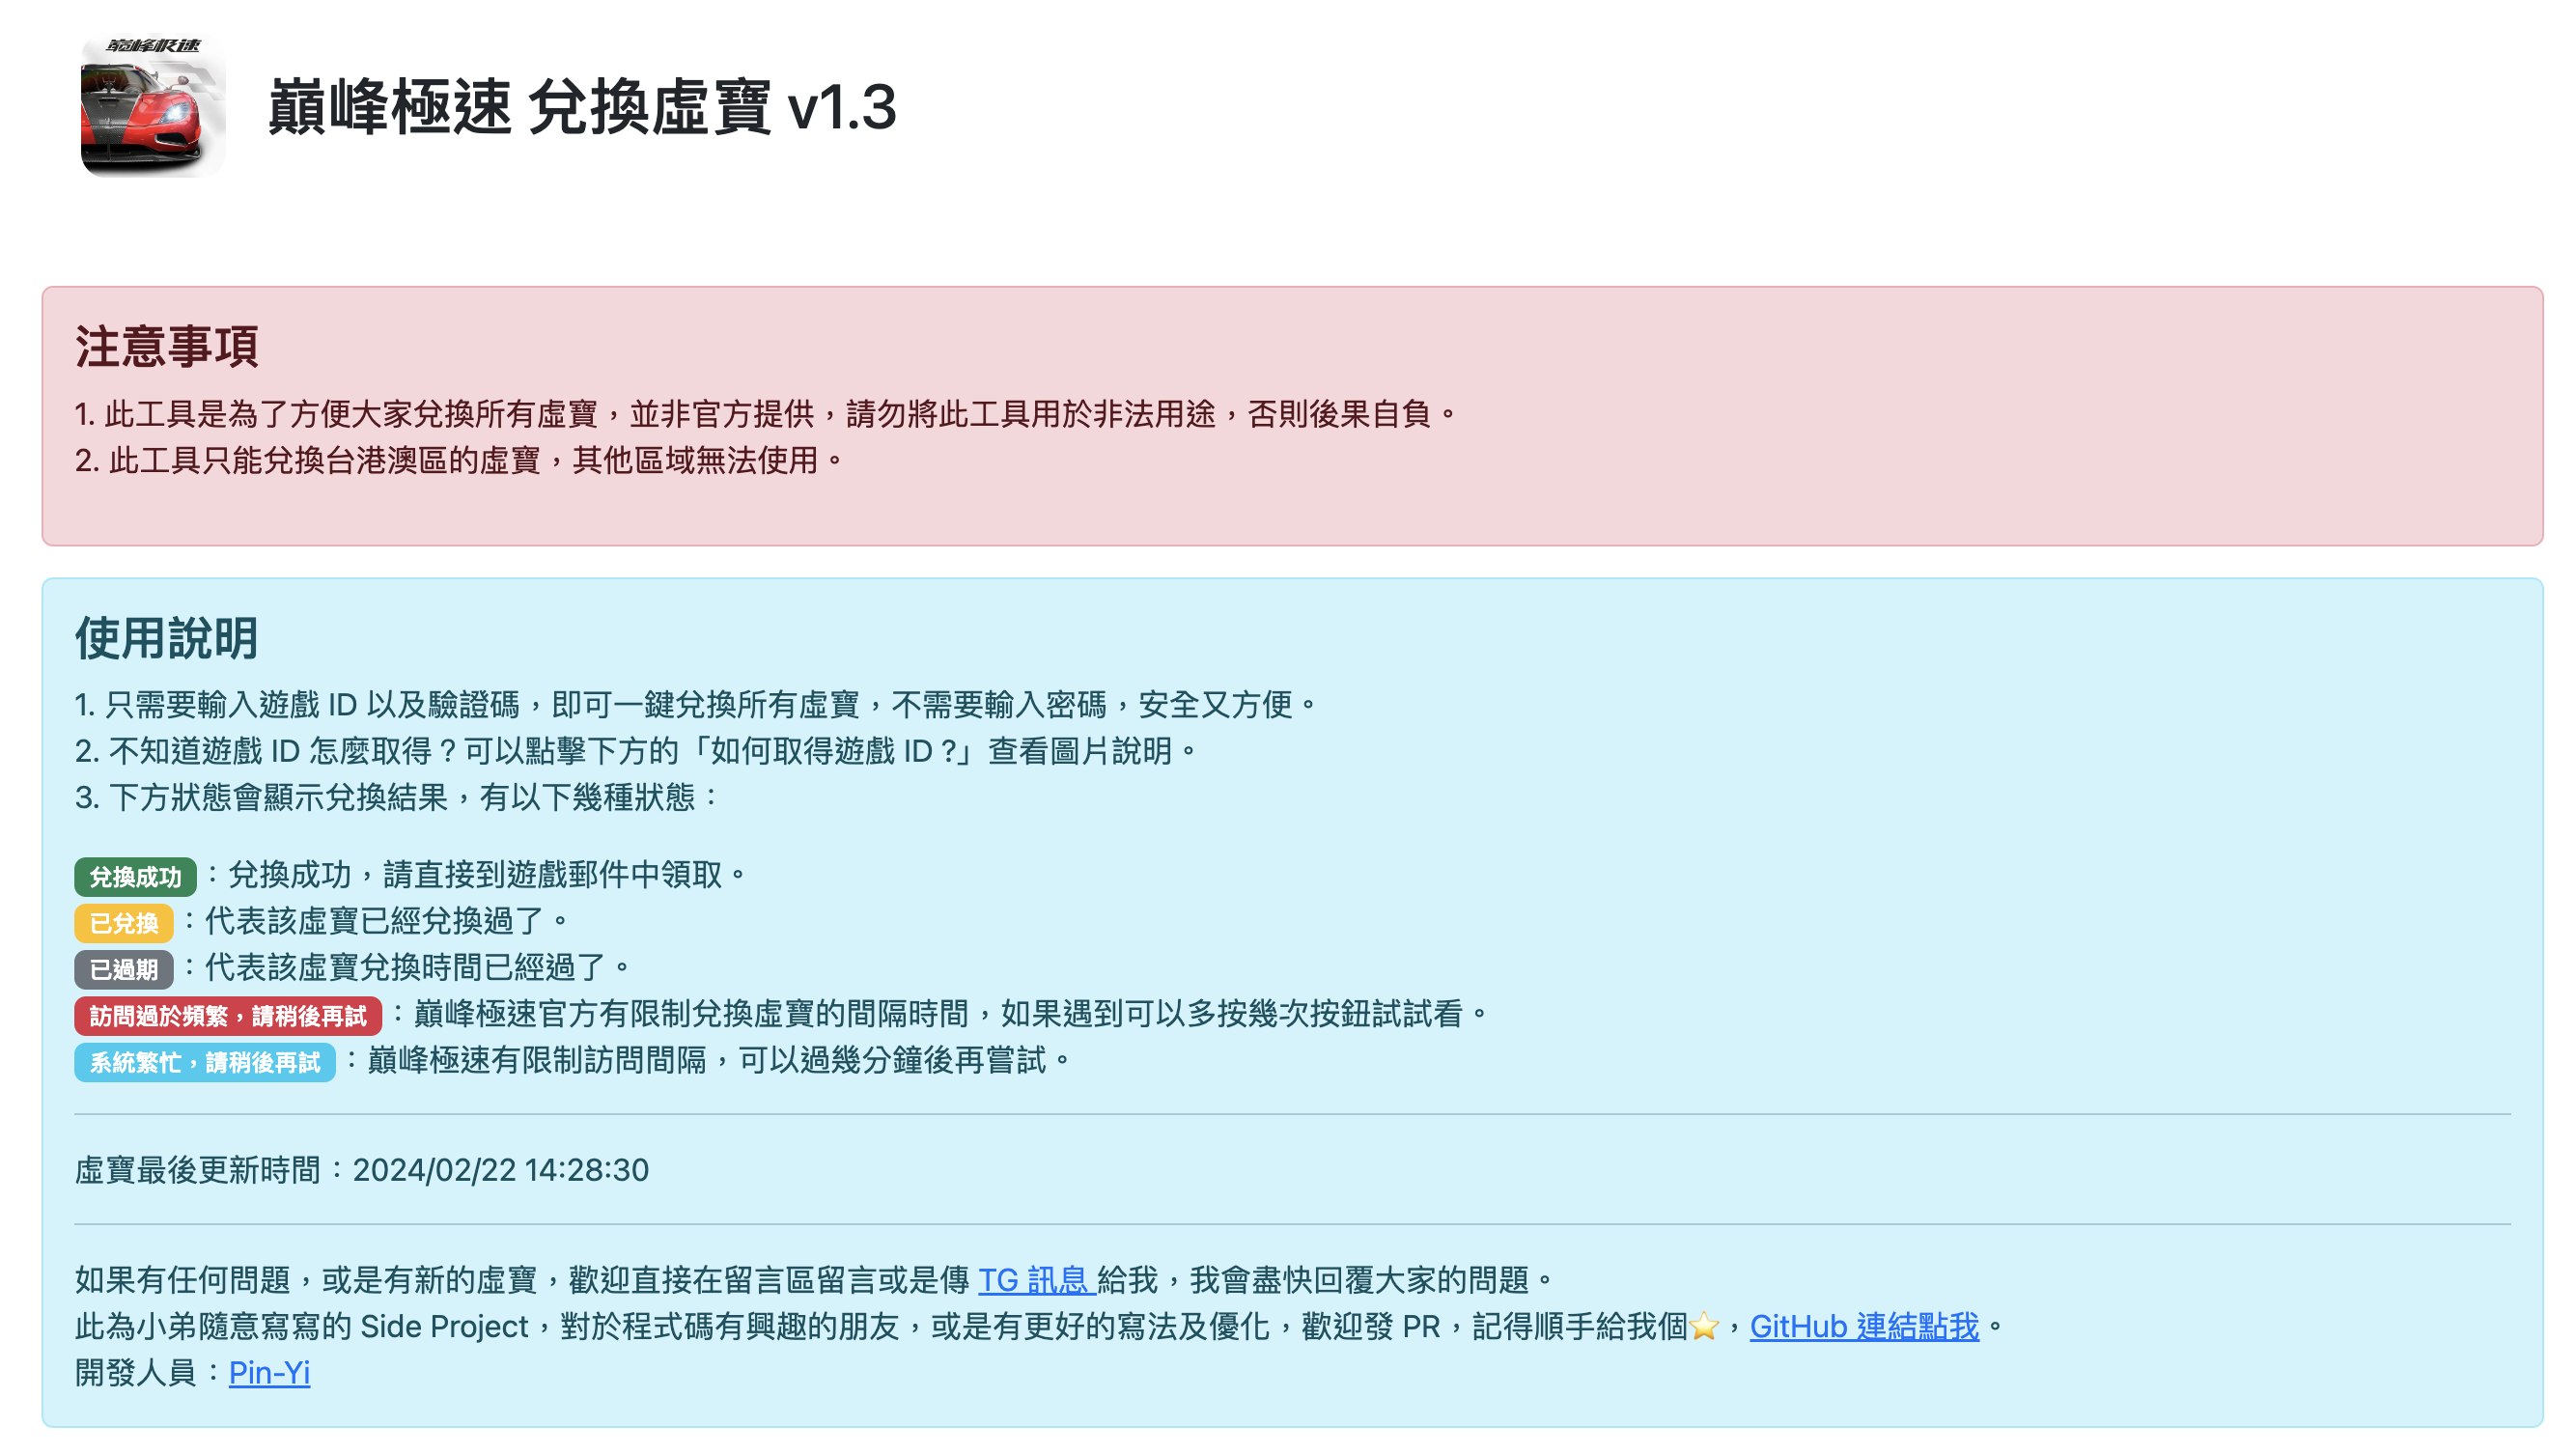 巅峰极速
巔峰極速 兌換虛寶 v1.3
注意事項
1. 此工具是為了方便大家兌換所有虛寶，並非官方提供，請勿將此工具用於非法用途，否則後果自負。
2. 此工具只能兌換台港澳區的虛寶，其他區域無法使用。
使用說明
1. 只需要輸入遊戲 ID 以及驗證碼，即可一鍵兌換所有虛寶，不需要輸入密碼，安全又方便。
2. 不知道遊戲 ID 怎麼取得？可以點擊下方的「如何取得遊戲 ID ?」查看圖片說明。
3. 下方狀態會顯示兌換結果，有以下幾種狀態：
兌換成功：兌換成功，請直接到遊戲郵件中領取。
已兌換：代表該虛寶已經兌換過了。
已過期：代表該虛寶兌換時間已經過了。
訪問過於頻繁，請稍後再試：巔峰極速官方有限制兌換虛寶的間隔時間，如果遇到可以多按幾次按鈕試試看。
系統繁忙，請稍後再試：巔峰極速有限制訪問間隔，可以過幾分鐘後再嘗試。
虛寶最後更新時間：2024/02/22 14:28:30
如果有任何問題，或是有新的虛寶，歡迎直接在留言區留言或是傳 TG 訊息 給我，我會盡快回覆大家的問題。
此為小弟隨意寫寫的 Side Project，對於程式碼有興趣的朋友，或是有更好的寫法及優化，歡迎發 PR，記得順手給我個⭐，GitHub 連結點我。
開發人員：Pin-Yi